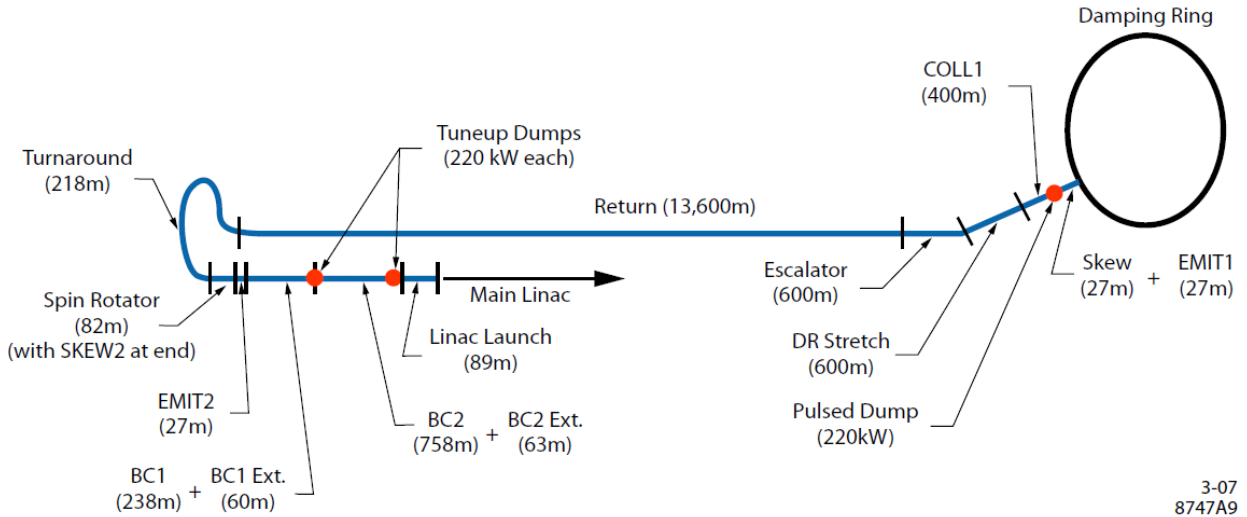 Damping Ring
COLL1
(400m)
Tuneup Dumps
(220 kW each)
Turnaround
(218m)
Return (13,600m)
Escalator
(600m)
Skew + EMIT1
(27m) (27m)
Main Linac
Spin Rotator
(82m)
(with SKEW2 at end)
Linac Launch
(89m)
DR Stretch
(600m)
EMIT2
(27m)
BC2 + BC2 Ext.
(758m) (63m)
Pulsed Dump
(220kW)
BC1 + BC1 Ext.
(238m) (60m)
3-07
8747A9